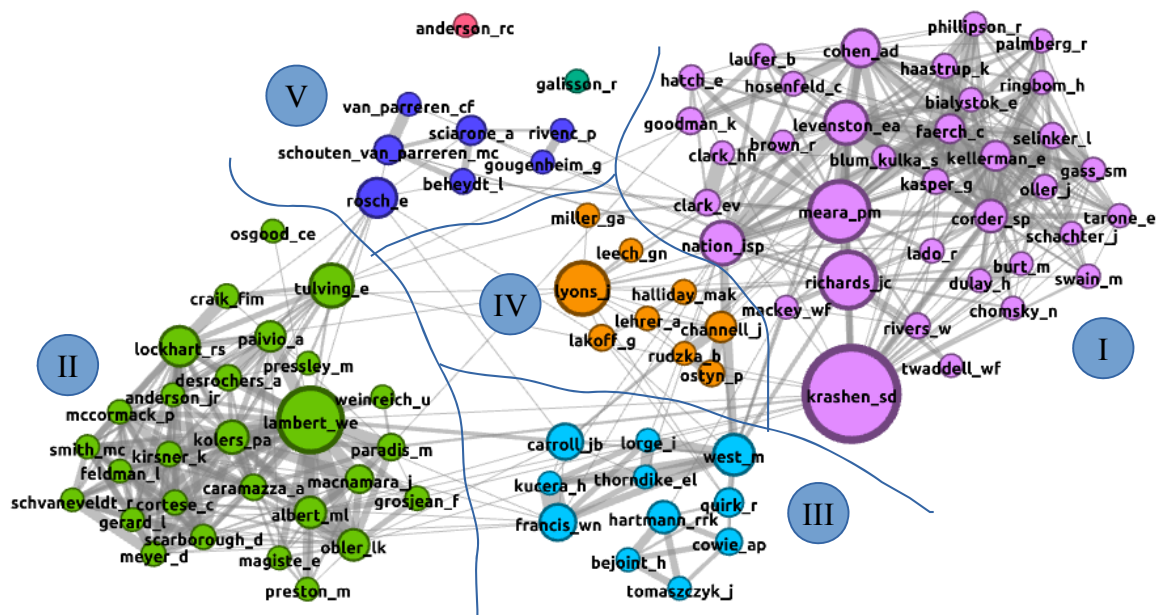 anderson_rc
galisson_r
V
van_parreren_cf
sciarone_a
rivenc_p
schouten_van_parreren_mc
gougenheim_g
beheydt_l
rosch_e
phillipson_r
palmberg_r
cohen_ad
laufer_b
haastrup_k
hatch_e
hosenfeld_c
ringbom_h
bialystok_e
goodman_k
levenston_ea
faerch_c
selinker_l
brown_r
clark_hh
blum_kulka_s
kellerman_e
gass_sm
kasper_g
oller_j
clark_ev
meara_pm
corder_sp
tarone_e
schachter_j
nation_isp
lado_r
burt_m
swain_m
richards_jc
dulay_h
mackey_wf
chomsky_n
rivers_w
I
twaddell_wf
krashen_sd
miller_ga
leech_gn
lyons_j
halliday_mak
IV
lehrer_a
channell_j
lakoff_g
rudzka_b
ostyn_p
osgood_ce
tulving_e
craik_fim
paivio_a
lockhart_rs
II
pressley_m
desrochers_a
anderson_jr
weinreich_u
mccormack_p
lambert_we
kolers_pa
smith_mc
kirsner_k
paradis_m
feldman_l
caramazza_a
macnamara_j
schvaneveldt_r
cortese_c
grosjean_f
gerard_l
albert_ml
scarborough_d
meyer_d
obler_lk
magiste_e
preston_m
carroll_jb
lorge_i
west_m
kucera_h
thorndike_el
quirk_r
III
francis_wn
hartmann_rrk
cowie_ap
bejoint_h
tomaszczyk_j